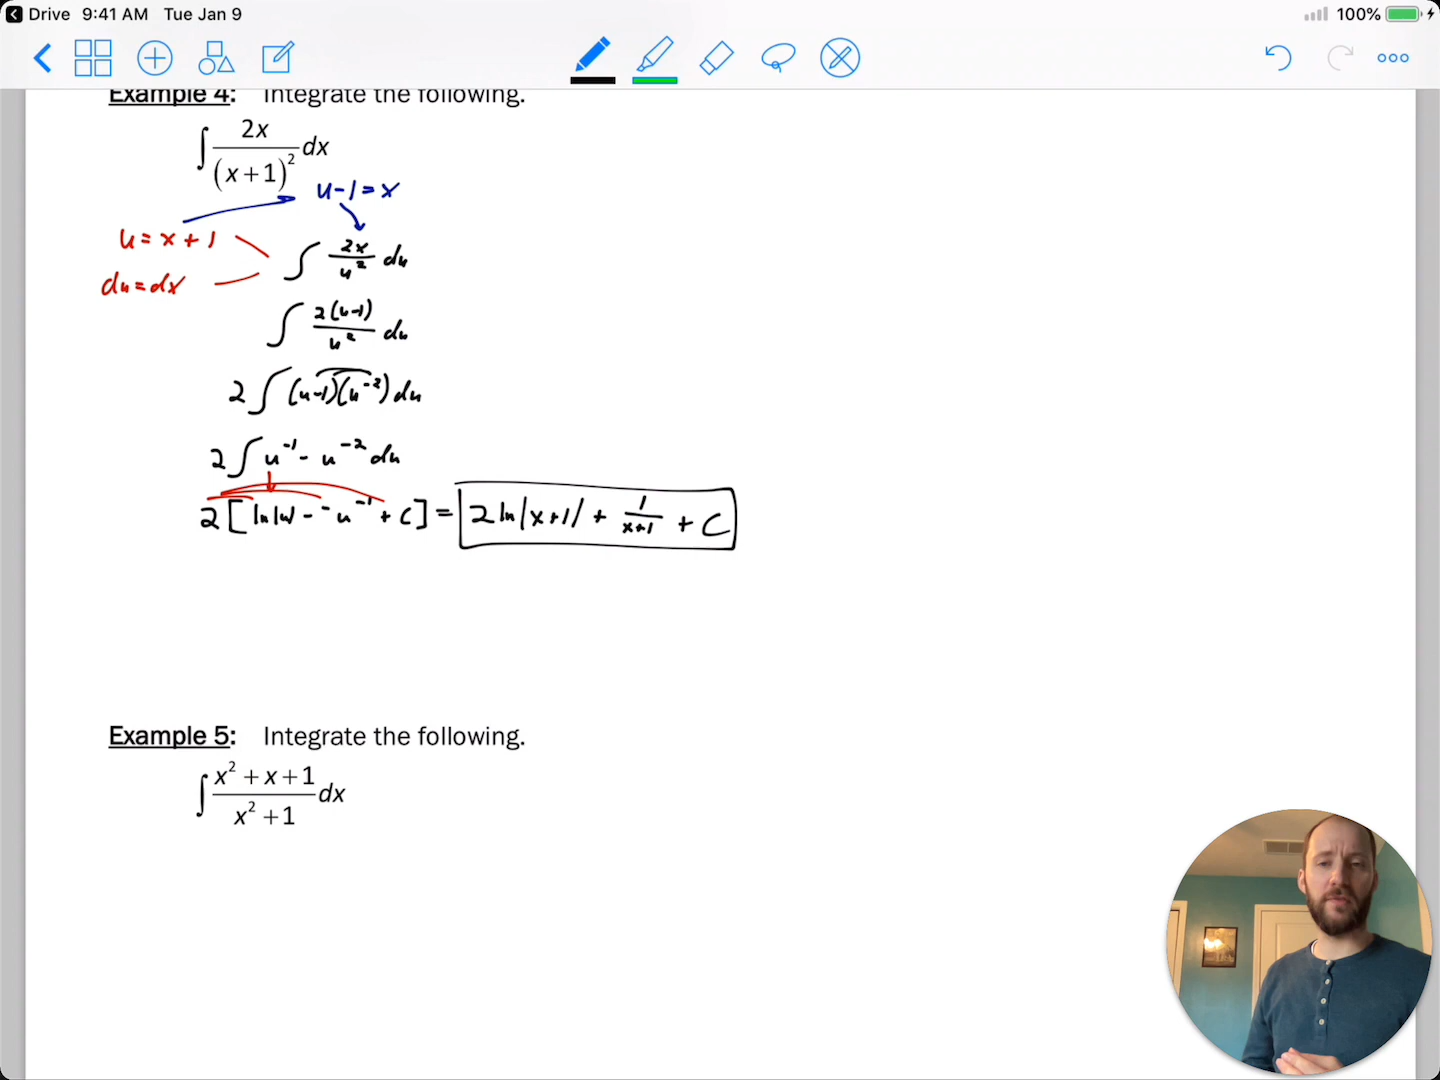 Drive 9:41 AM Tue Jan 9 100%
Example 4: Integrate the following.
∫ 2x/(x+1)² dx
u-1=x
u=x+1
du=dx
∫ 2x/u² du
∫ 2(u-1)/u² du
2∫(u-1)(u⁻²)du
2∫u⁻¹-u⁻²du
2[ln|u|--u⁻¹+C]=2ln|x+1|+1/(x+1)+C
Example 5: Integrate the following.
∫ (x²+x+1)/(x²+1) dx